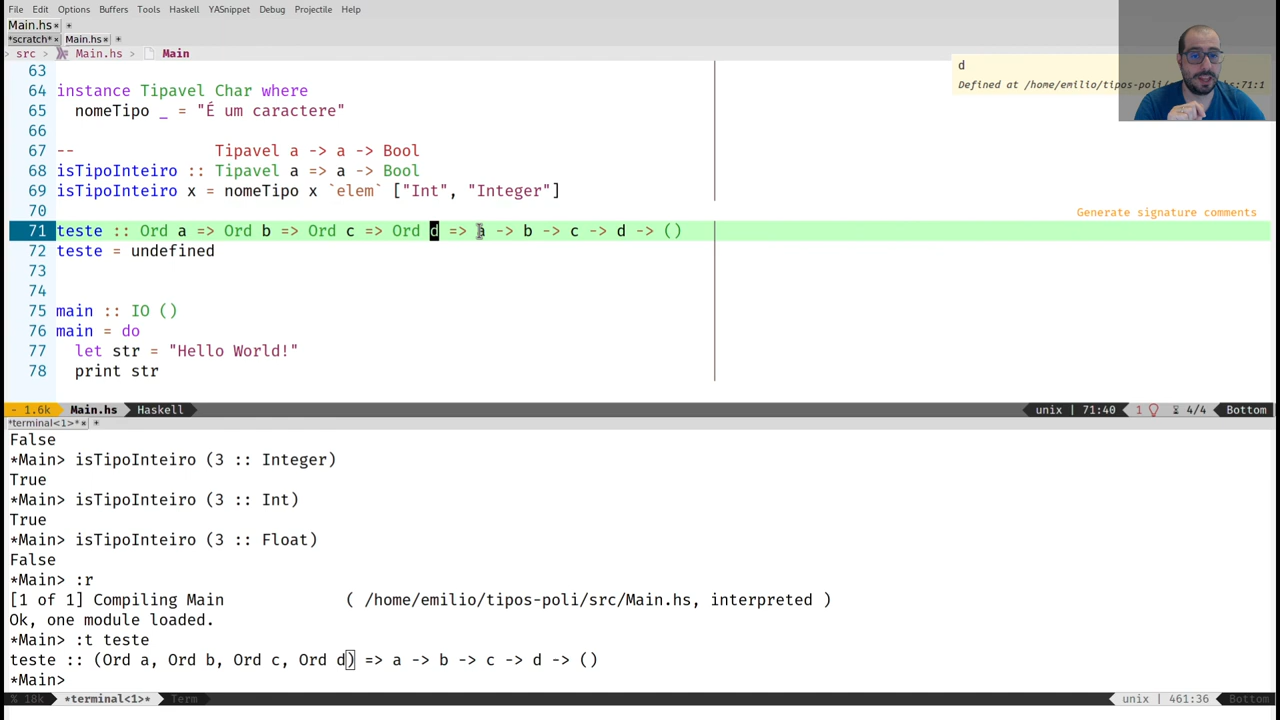 File Edit Options Buffers Tools Haskell YASnippet Debug Projectile Help
Main.hs× +
*scratch*× Main.hs× +
> src > Main.hs > Main
63
64 instance Tipavel Char where
65   nomeTipo _ = "É um caractere"
66
67 --            Tipavel a -> a -> Bool
68 isTipoInteiro :: Tipavel a => a -> Bool
69 isTipoInteiro x = nomeTipo x `elem` ["Int", "Integer"]
70
Generate signature comments
71 teste :: Ord a => Ord b => Ord c => Ord d => a -> b -> c -> d -> ()
72 teste = undefined
73
74
75 main :: IO ()
76 main = do
77   let str = "Hello World!"
78   print str
d
Defined at /home/emilio/tipos-poli/
:71:1
- 1.6k Main.hs Haskell unix | 71:40 1 4/4 Bottom
*terminal<1>*× +
False
*Main> isTipoInteiro (3 :: Integer)
True
*Main> isTipoInteiro (3 :: Int)
True
*Main> isTipoInteiro (3 :: Float)
False
*Main> :r
[1 of 1] Compiling Main             ( /home/emilio/tipos-poli/src/Main.hs, interpreted )
Ok, one module loaded.
*Main> :t teste
teste :: (Ord a, Ord b, Ord c, Ord d) => a -> b -> c -> d -> ()
*Main>
% 18k *terminal<1>* Term unix | 461:36 Bottom